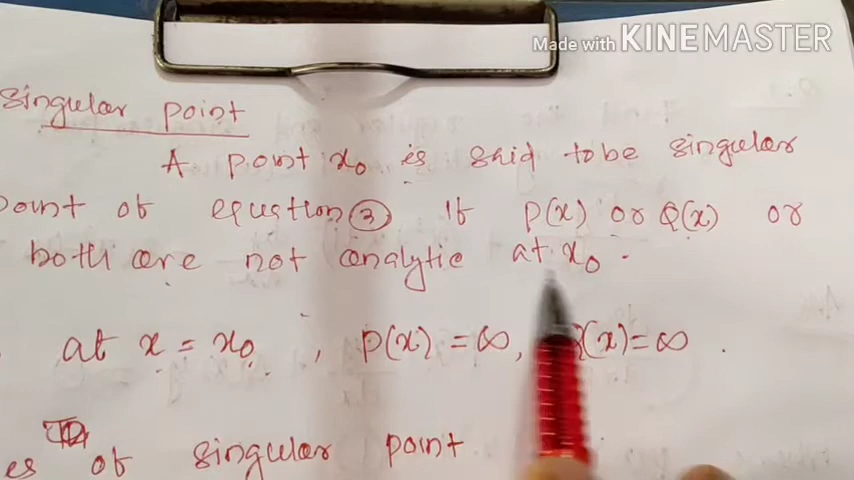 Made with KINEMASTER
singular point
A point x₀ is said to be singular
point of equation ③ if P(x) or Q(x) or
both are not analytic at x₀.
at x = x₀, P(x) = ∞, (x) = ∞.
es of singular point